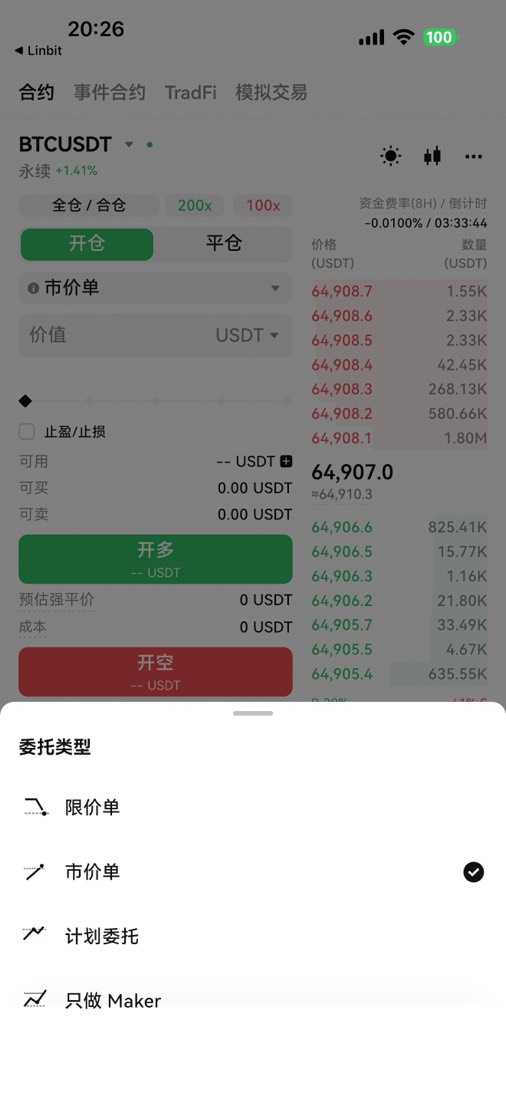 20:26
100
◀ Linbit
合约 事件合约 TradFi 模拟交易
BTCUSDT
永续 +1.41%
全仓 / 合仓 200x 100x
资金费率(8H) / 倒计时
-0.0100% / 03:33:44
开仓 平仓
价格 数量
(USDT) (USDT)
市价单
价值 USDT
64,908.7 1.55K
64,908.6 2.33K
64,908.5 2.33K
64,908.4 42.45K
64,908.3 268.13K
64,908.2 580.66K
64,908.1 1.80M
止盈/止损
可用 -- USDT
可买 0.00 USDT
可卖 0.00 USDT
64,907.0
≈64,910.3
开多
-- USDT
预估强平价 0 USDT
成本 0 USDT
开空
-- USDT
64,906.6 825.41K
64,906.5 15.77K
64,906.3 1.16K
64,906.2 21.80K
64,905.7 33.49K
64,905.5 4.67K
64,905.4 635.55K
委托类型
限价单
市价单
计划委托
只做 Maker